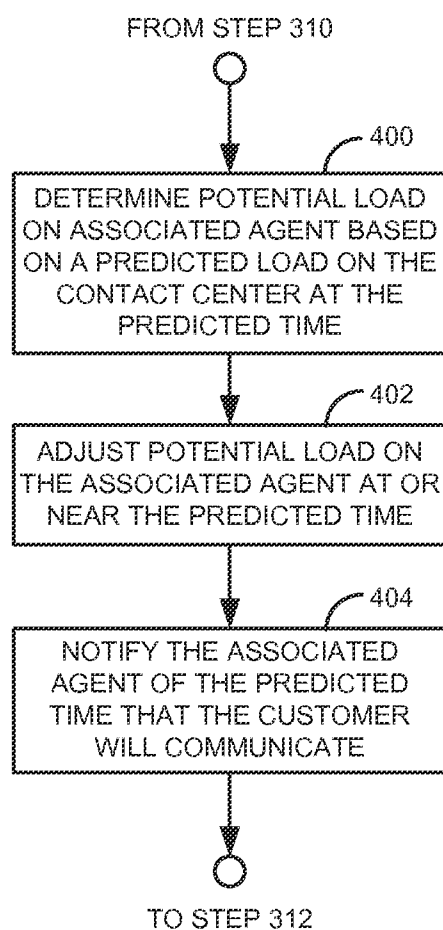 FROM STEP 310
400
DETERMINE POTENTIAL LOAD
ON ASSOCIATED AGENT BASED
ON A PREDICTED LOAD ON THE
CONTACT CENTER AT THE
PREDICTED TIME
402
ADJUST POTENTIAL LOAD ON
THE ASSOCIATED AGENT AT OR
NEAR THE PREDICTED TIME
404
NOTIFY THE ASSOCIATED
AGENT OF THE PREDICTED
TIME THAT THE CUSTOMER
WILL COMMUNICATE
TO STEP 312